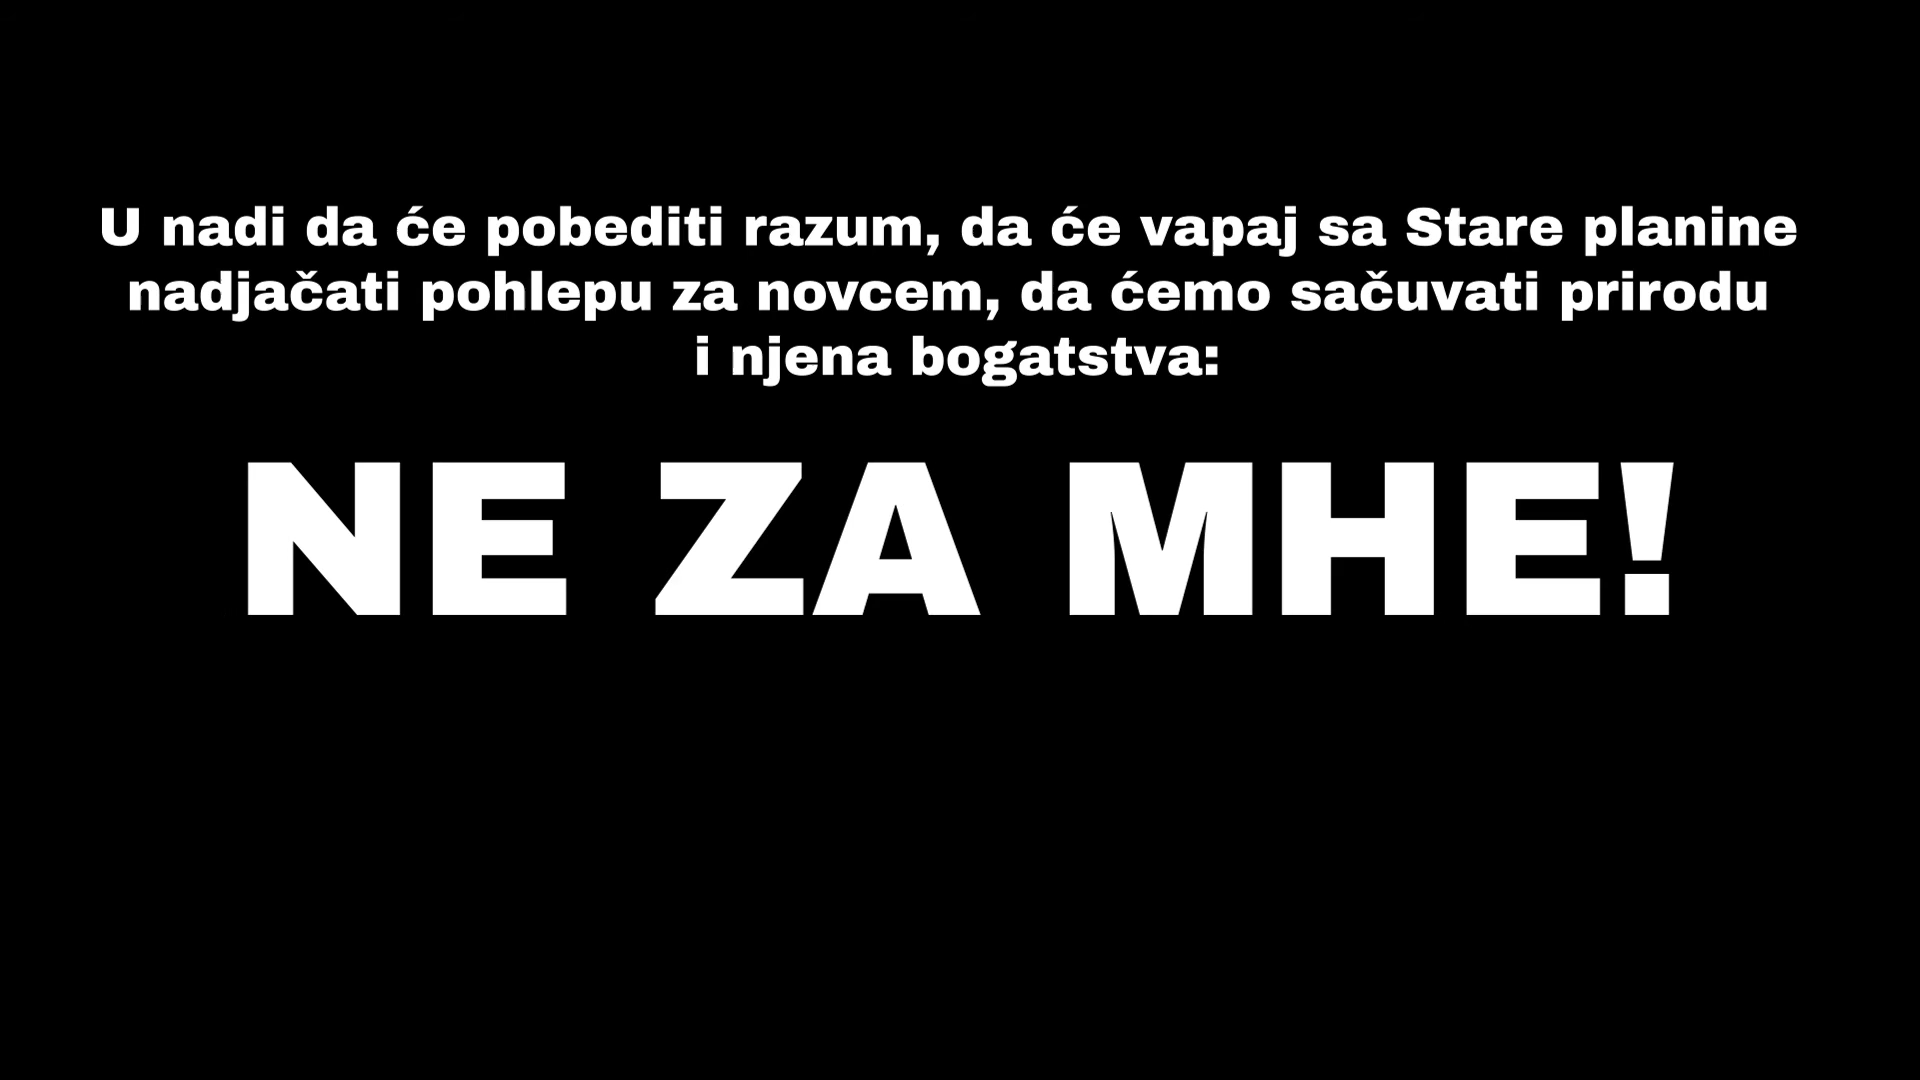 U nadi da će pobediti razum, da će vapaj sa Stare planine
nadjačati pohlepu za novcem, da ćemo sačuvati prirodu
i njena bogatstva:
NE ZA MHE!